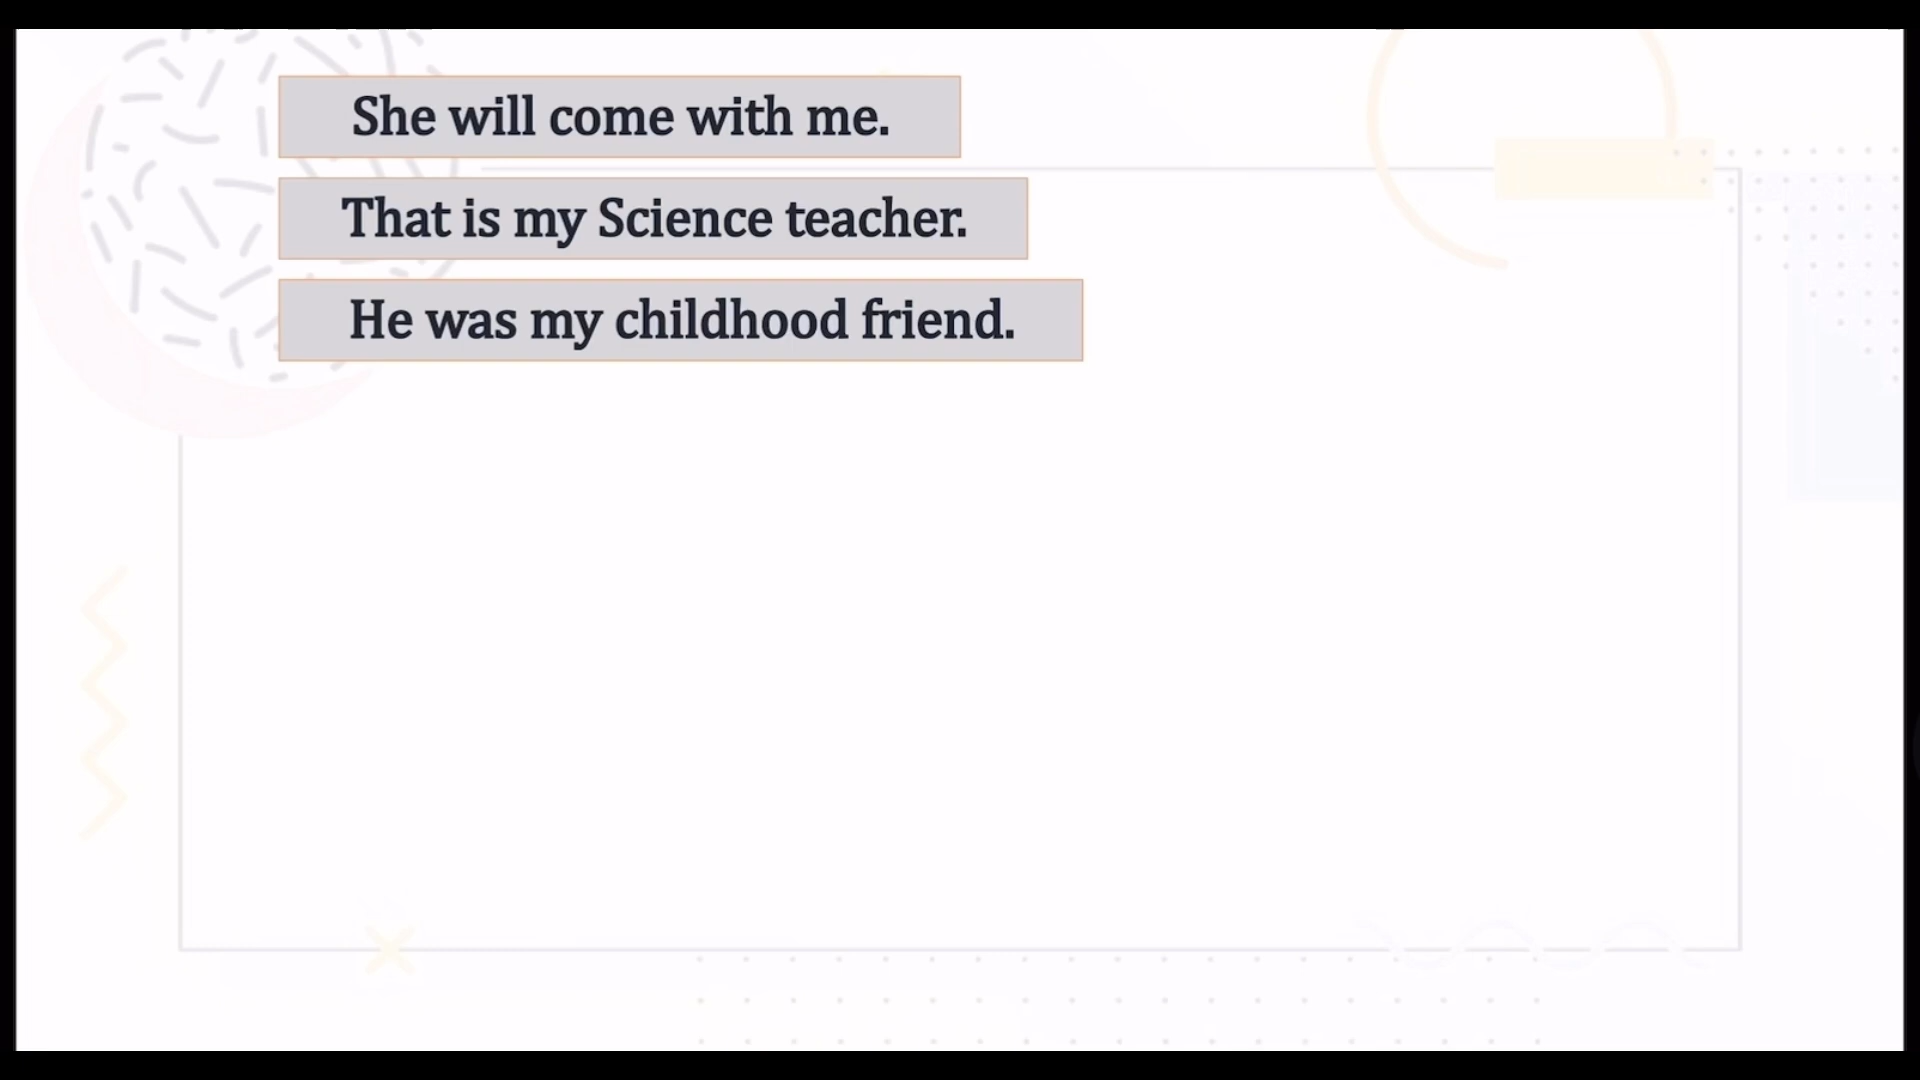 She will come with me.
That is my Science teacher.
He was my childhood friend.